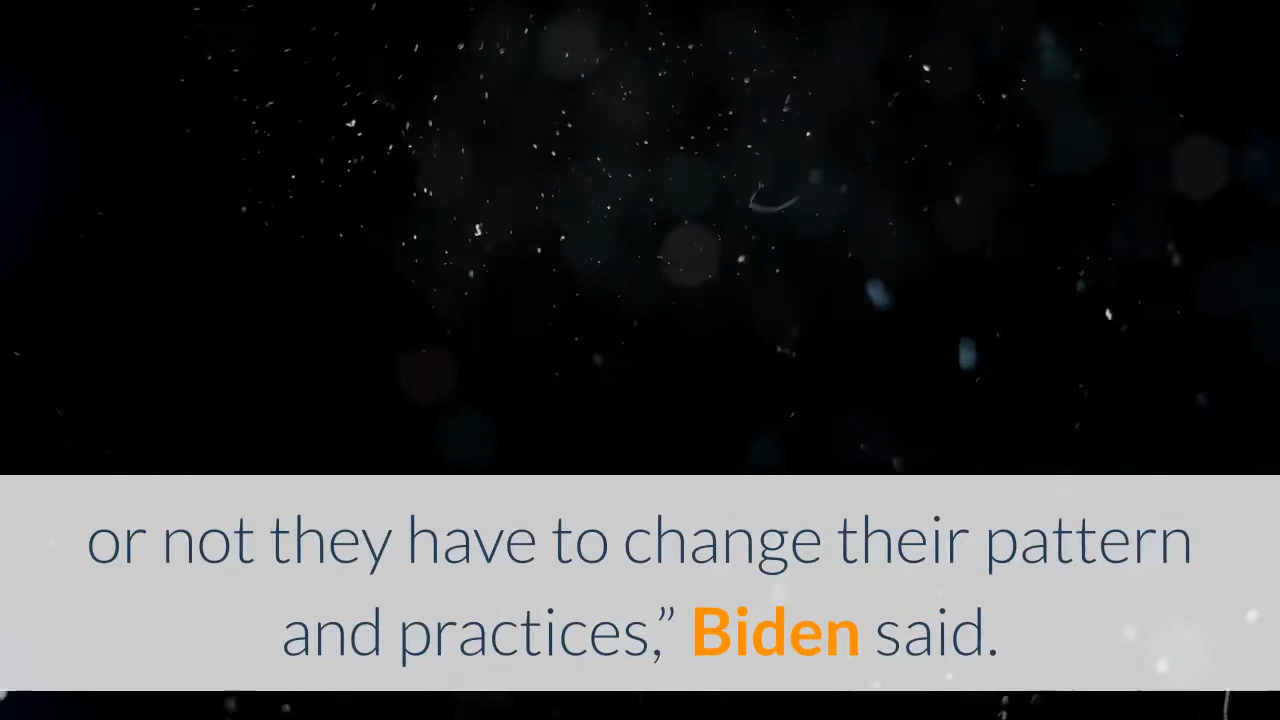 or not they have to change their pattern
and practices,” Biden said.